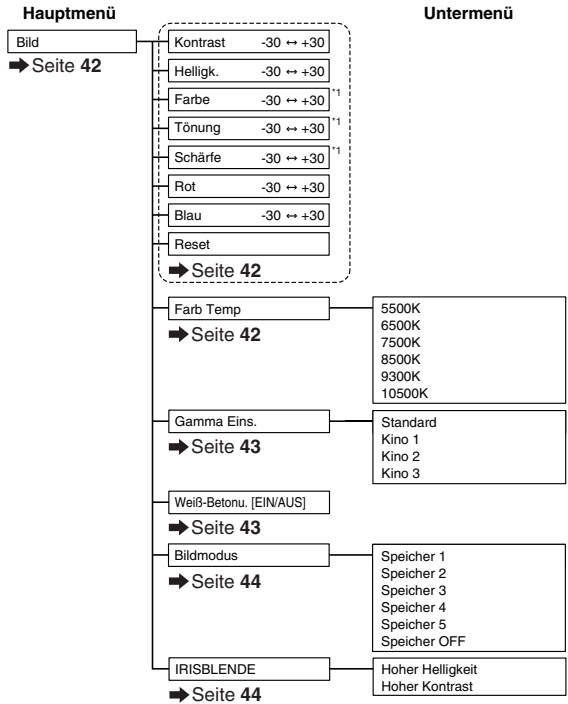 Hauptmenü Untermenü
Bild
➡ Seite 42
Kontrast -30 ↔ +30
Helligk. -30 ↔ +30
Farbe -30 ↔ +30 *1
Tönung -30 ↔ +30 *1
Schärfe -30 ↔ +30 *1
Rot -30 ↔ +30
Blau -30 ↔ +30
Reset
➡ Seite 42
Farb Temp
➡ Seite 42
5500K
6500K
7500K
8500K
9300K
10500K
Gamma Eins.
➡ Seite 43
Standard
Kino 1
Kino 2
Kino 3
Weiß-Betonu. [EIN/AUS]
➡ Seite 43
Bildmodus
➡ Seite 44
Speicher 1
Speicher 2
Speicher 3
Speicher 4
Speicher 5
Speicher OFF
IRISBLENDE
➡ Seite 44
Hoher Helligkeit
Hoher Kontrast